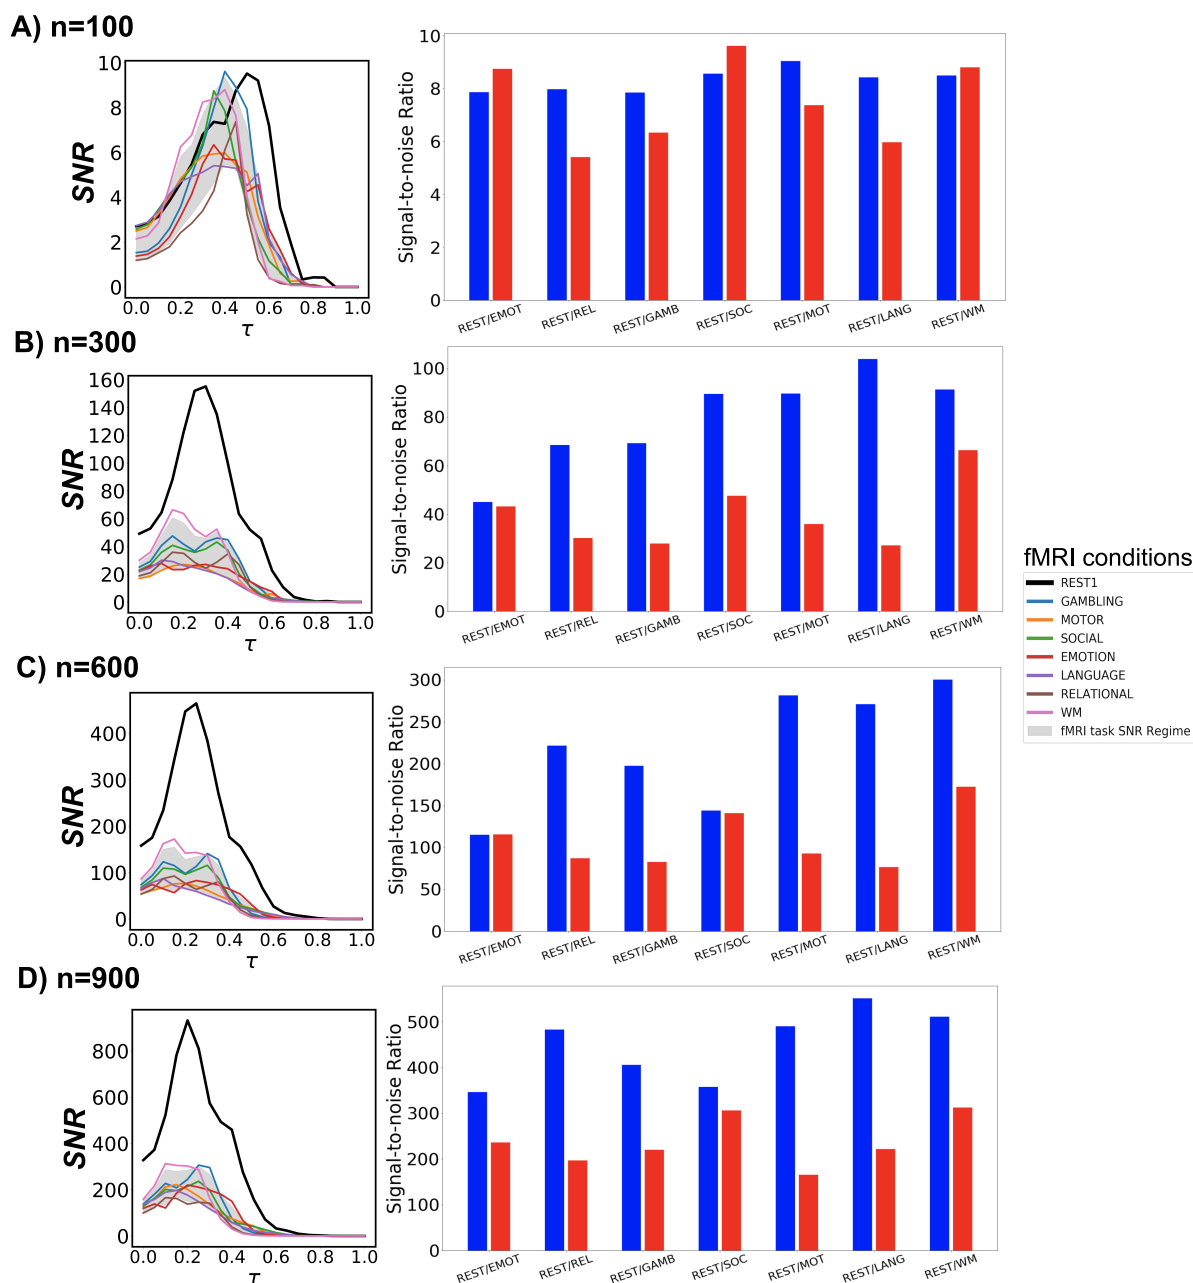 A) n=100
10
8
6
4
2
0
SNR
0.0 0.2 0.4 0.6 0.8 1.0
τ
10
8
6
4
2
0
Signal-to-noise Ratio
REST/EMOT REST/REL REST/GAMB REST/SOC REST/MOT REST/LANG REST/WM
B) n=300
160
140
120
100
80
60
40
20
0
SNR
0.0 0.2 0.4 0.6 0.8 1.0
τ
100
80
60
40
20
0
Signal-to-noise Ratio
REST/EMOT REST/REL REST/GAMB REST/SOC REST/MOT REST/LANG REST/WM
fMRI conditions
REST1
GAMBLING
MOTOR
SOCIAL
EMOTION
LANGUAGE
RELATIONAL
WM
fMRI task SNR Regime
C) n=600
400
300
200
100
0
SNR
0.0 0.2 0.4 0.6 0.8 1.0
τ
300
250
200
150
100
50
0
Signal-to-noise Ratio
REST/EMOT REST/REL REST/GAMB REST/SOC REST/MOT REST/LANG REST/WM
D) n=900
800
600
400
200
0
SNR
0.0 0.2 0.4 0.6 0.8 1.0
τ
500
400
300
200
100
0
Signal-to-noise Ratio
REST/EMOT REST/REL REST/GAMB REST/SOC REST/MOT REST/LANG REST/WM